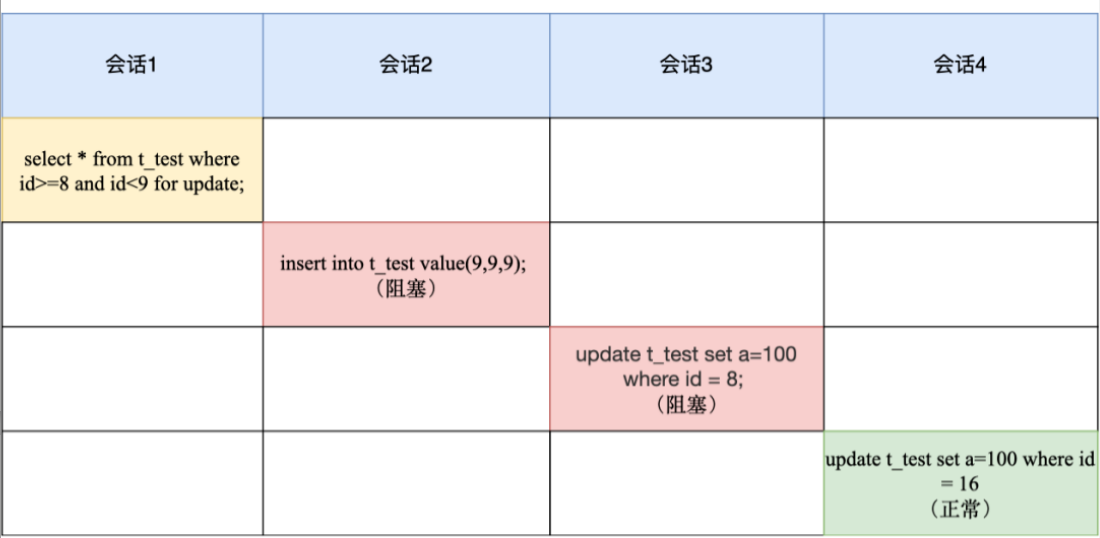 会话1
会话2
会话3
会话4
select * from t_test where
id>=8 and id<9 for update;
insert into t_test value(9,9,9);
（阻塞）
update t_test set a=100
where id = 8;
（阻塞）
update t_test set a=100 where id
= 16
（正常）